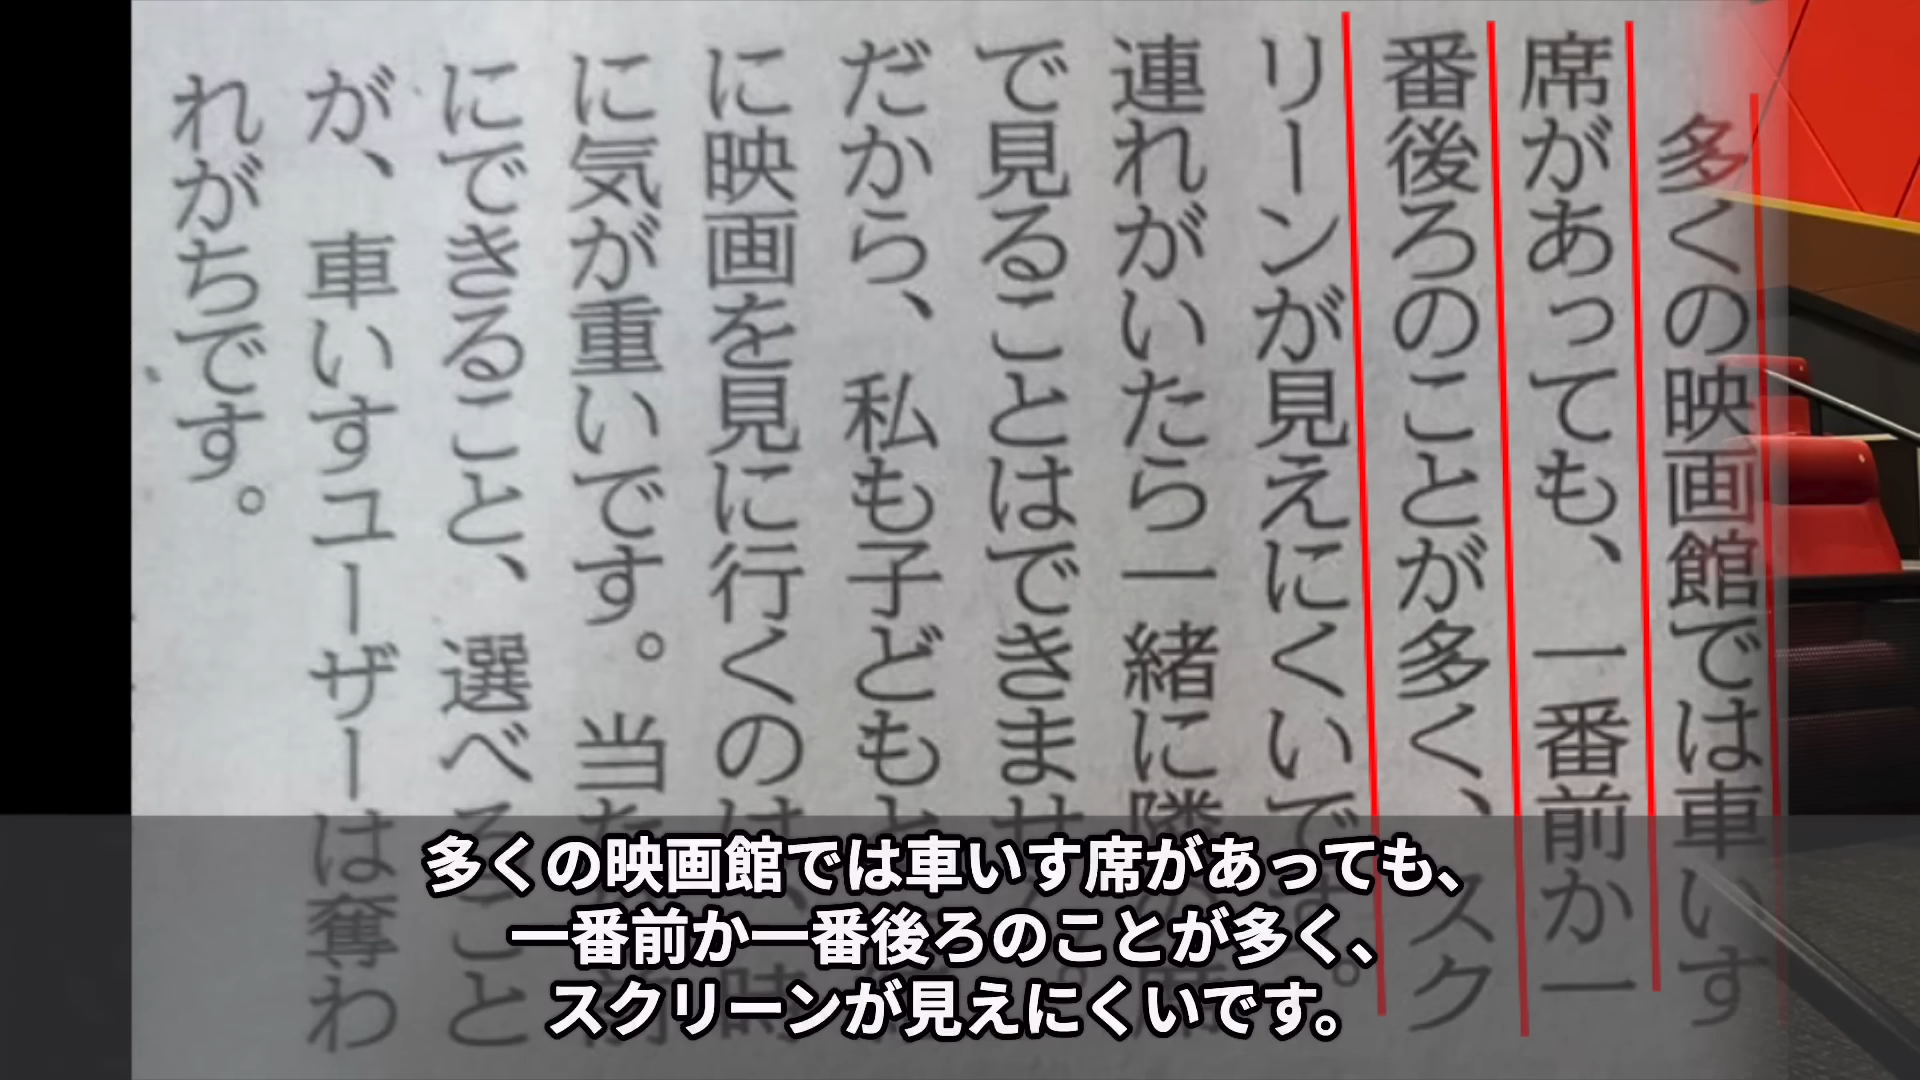 多くの映画館では車いす
席があっても、一番前か一
番後ろのことが多く、スク
リーンが見えにくいです。
連れがいたら一緒に隣
で見ることはできません。
だから、私も子どもと
に映画を見に行くのは、時
に気が重いです。当たり前
にできること、選べること
が、車いすユーザーは奪わ
れがちです。
多くの映画館では車いす席があっても、
一番前か一番後ろのことが多く、
スクリーンが見えにくいです。